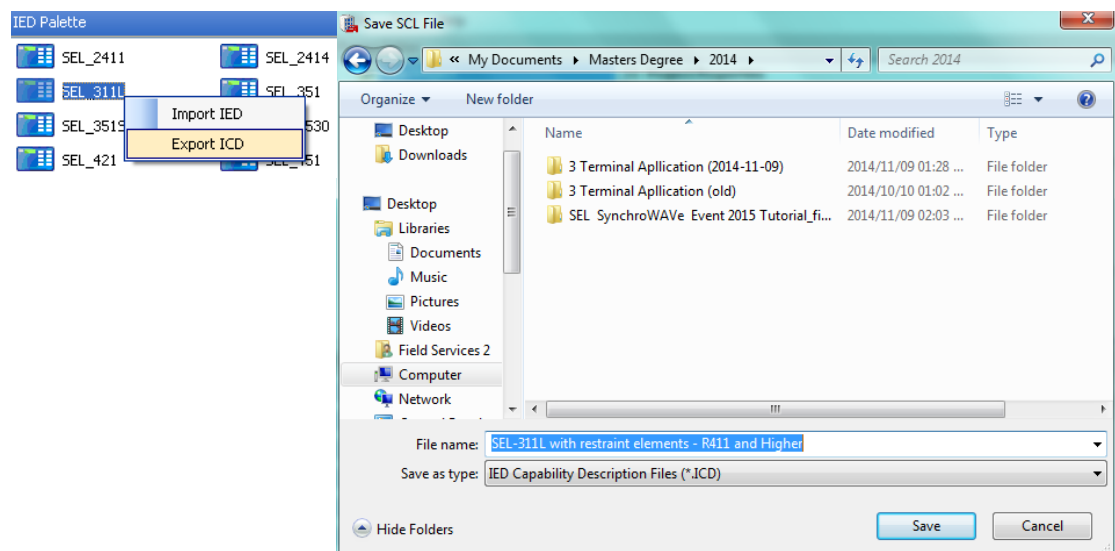 IED Palette
SEL_2411
SEL_2414
SEL_311L
SEL_351
SEL_351S
530
SEL_421
451
Import IED
Export ICD
Save SCL File
« My Documents ▸ Masters Degree ▸ 2014 ▸
Search 2014
Organize ▾ New folder
Desktop
Downloads
Desktop
Libraries
Documents
Music
Pictures
Videos
Field Services 2
Computer
Network
Name Date modified Type
3 Terminal Apllication (2014-11-09) 2014/11/09 01:28 ... File folder
3 Terminal Apllication (old) 2014/10/10 01:02 ... File folder
SEL SynchroWAVe Event 2015 Tutorial_fi... 2014/11/09 02:03 ... File folder
File name: SEL-311L with restraint elements - R411 and Higher
Save as type: IED Capability Description Files (*.ICD)
Hide Folders
Save
Cancel